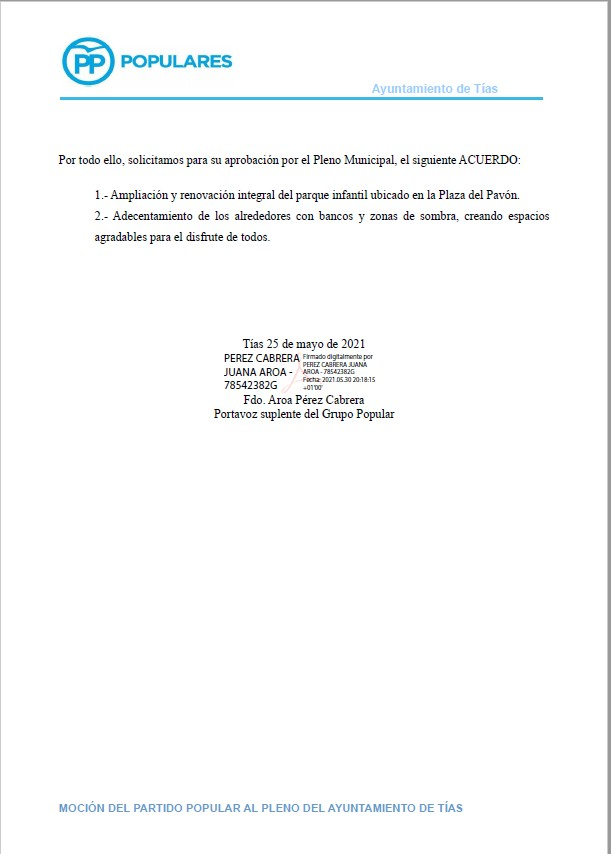 PP POPULARES
Ayuntamiento de Tías
Por todo ello, solicitamos para su aprobación por el Pleno Municipal, el siguiente ACUERDO:
1.- Ampliación y renovación integral del parque infantil ubicado en la Plaza del Pavón.
2.- Adecentamiento de los alrededores con bancos y zonas de sombra, creando espacios
agradables para el disfrute de todos.
Tías 25 de mayo de 2021
PEREZ CABRERA
JUANA AROA -
78542382G
Firmado digitalmente por
PEREZ CABRERA JUANA
AROA - 78542382G
Fecha: 2021.05.30 20:18:15
+01'00'
Fdo. Aroa Pérez Cabrera
Portavoz suplente del Grupo Popular
MOCIÓN DEL PARTIDO POPULAR AL PLENO DEL AYUNTAMIENTO DE TÍAS